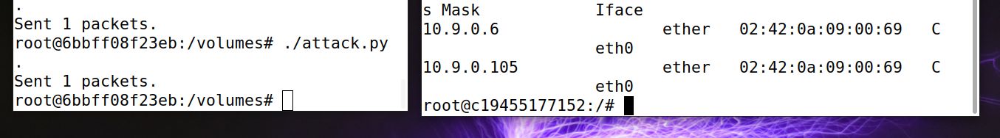 .
Sent 1 packets.
root@6bbff08f23eb:/volumes# ./attack.py
.
Sent 1 packets.
root@6bbff08f23eb:/volumes#
s Mask            Iface
10.9.0.6                 ether   02:42:0a:09:00:69   C
                  eth0
10.9.0.105               ether   02:42:0a:09:00:69   C
                  eth0
root@c19455177152:/#